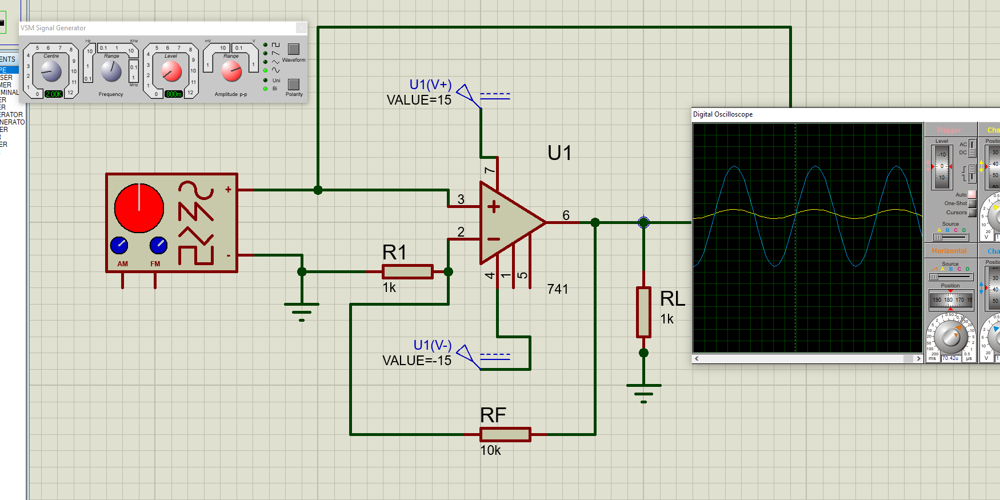 VSM Signal Generator
ENTS
PE
SER
MER
MINAL
ER
ER
ERATOR
NERATO
ER
R
ER
Centre
0 1 2 3 4 5 6 7 8 9 10 11 12
2.00K
Hz KHz
0.1 1 10 0.1 1 10 0.1 1
MHz
Range
Frequency
Level
0 1 2 3 4 5 6 7 8 9 10 11 12
800m
mV V
1 10 0.1 1
Range
Amplitude p-p
Waveform
Uni
Bi
Polarity
U1(V+)
VALUE=15
U1
7
3
2
6
4
1
5
741
+
-
AM FM
R1
1k
U1(V-)
VALUE=-15
RL
1k
RF
10k
Digital Oscilloscope
Trigger
Level
-10
0
10
AC
DC
Auto
One-Shot
Cursors
Source
A B C D
Horizontal
Source
A B C D
Position
190 180 170 16
ms 70.42u µs
Cha
Positic
30
40
50
V 1
Cha
Positic
30
40
50
V 1